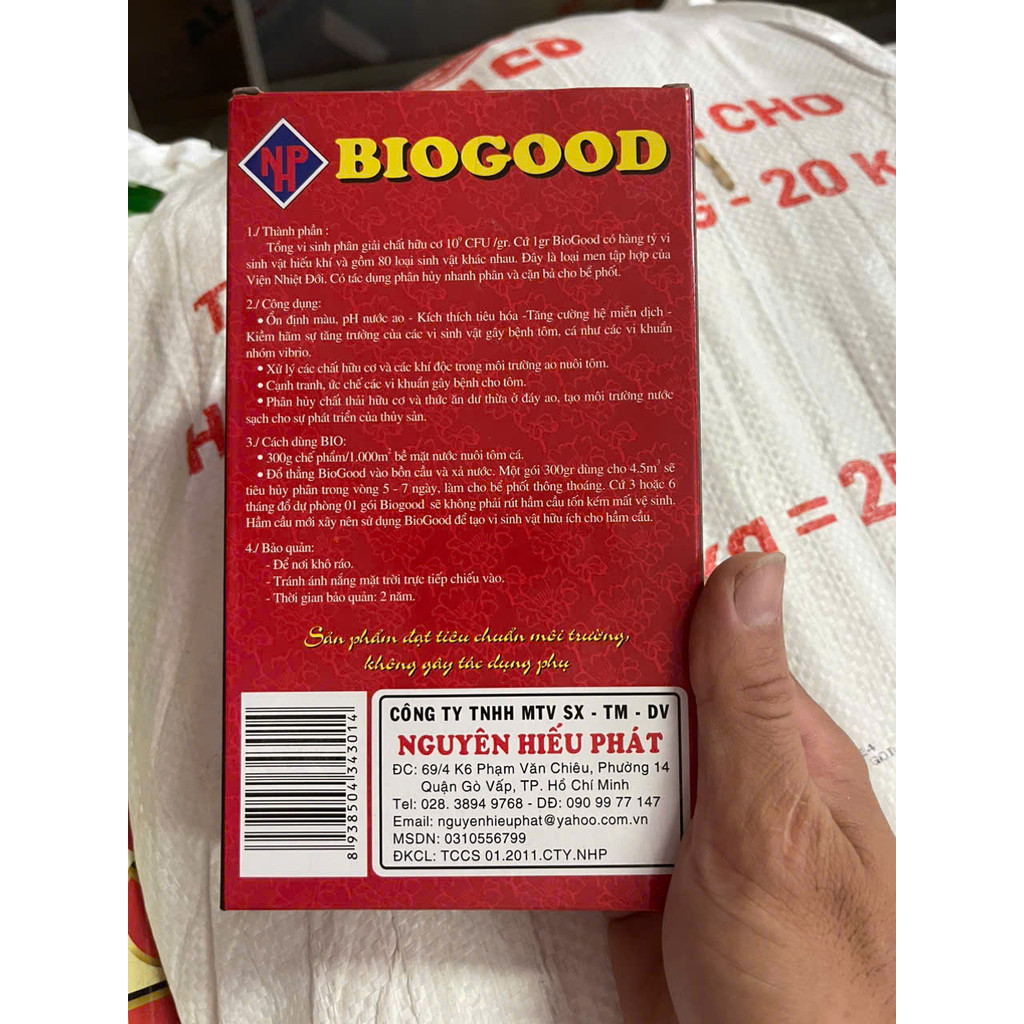 NHP
BIOGOOD
1./ Thành phần :
Tổng vi sinh phân giải chất hữu cơ 10⁹ CFU /gr. Cứ 1gr BioGood có hàng tỷ vi
sinh vật hiếu khí và gồm 80 loại sinh vật khác nhau. Đây là loại men tập hợp của
Viện Nhiệt Đới. Có tác dụng phân hủy nhanh phân và cặn bả cho bể phốt.
2./ Công dụng:
• Ổn định màu, pH nước ao - Kích thích tiêu hóa -Tăng cường hệ miễn dịch -
Kiềm hãm sự tăng trưởng của các vi sinh vật gây bệnh tôm, cá như các vi khuẩn
nhóm vibrio.
• Xử lý các chất hữu cơ và các khí độc trong môi trường ao nuôi tôm.
• Cạnh tranh, ức chế các vi khuẩn gây bệnh cho tôm.
• Phân hủy chất thải hữu cơ và thức ăn dư thừa ở đáy ao, tạo môi trường nước
sạch cho sự phát triển của thủy sản.
3./ Cách dùng BIO:
• 300g chế phẩm/1.000m² bề mặt nước nuôi tôm cá.
• Đổ thẳng BioGood vào bồn cầu và xả nước. Một gói 300gr dùng cho 4.5m³ sẽ
tiêu hủy phân trong vòng 5 - 7 ngày, làm cho bể phốt thông thoáng. Cứ 3 hoặc 6
tháng đổ dự phòng 01 gói Biogood sẽ không phải rút hầm cầu tốn kém mất vệ sinh.
Hầm cầu mới xây nên sử dụng BioGood để tạo vi sinh vật hữu ích cho hầm cầu.
4./ Bảo quản:
- Để nơi khô ráo.
- Tránh ánh nắng mặt trời trực tiếp chiếu vào.
- Thời gian bảo quản: 2 năm.
Sản phẩm đạt tiêu chuẩn môi trường,
không gây tác dụng phụ
8 938504 343014
CÔNG TY TNHH MTV SX - TM - DV
NGUYÊN HIẾU PHÁT
ĐC: 69/4 K6 Phạm Văn Chiêu, Phường 14
Quận Gò Vấp, TP. Hồ Chí Minh
Tel: 028. 3894 9768 - DĐ: 090 99 77 147
Email: nguyenhieuphat@yahoo.com.vn
MSDN: 0310556799
ĐKCL: TCCS 01.2011.CTY.NHP
CHO
- 20 K
kg = 2